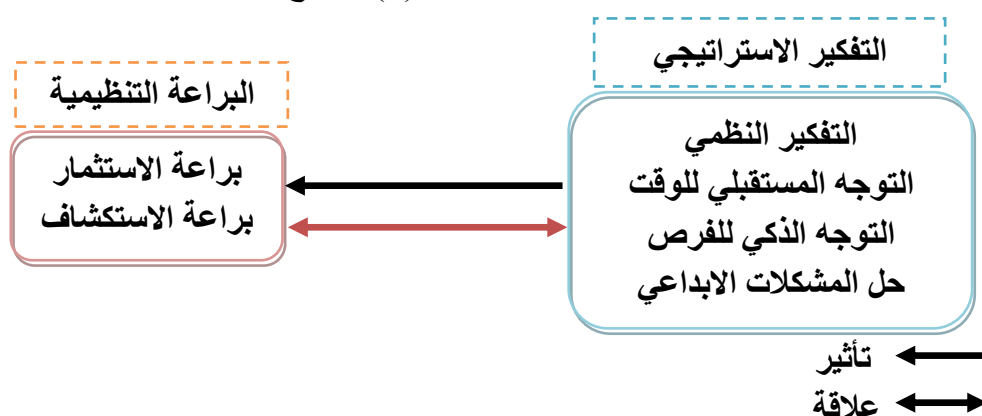 التفكير الاستراتيجي
التفكير النظمي
التوجه المستقبلي للوقت
التوجه الذكي للفرص
حل المشكلات الابداعي
البراعة التنظيمية
براعة الاستثمار
براعة الاستكشاف
تأثير
علاقة